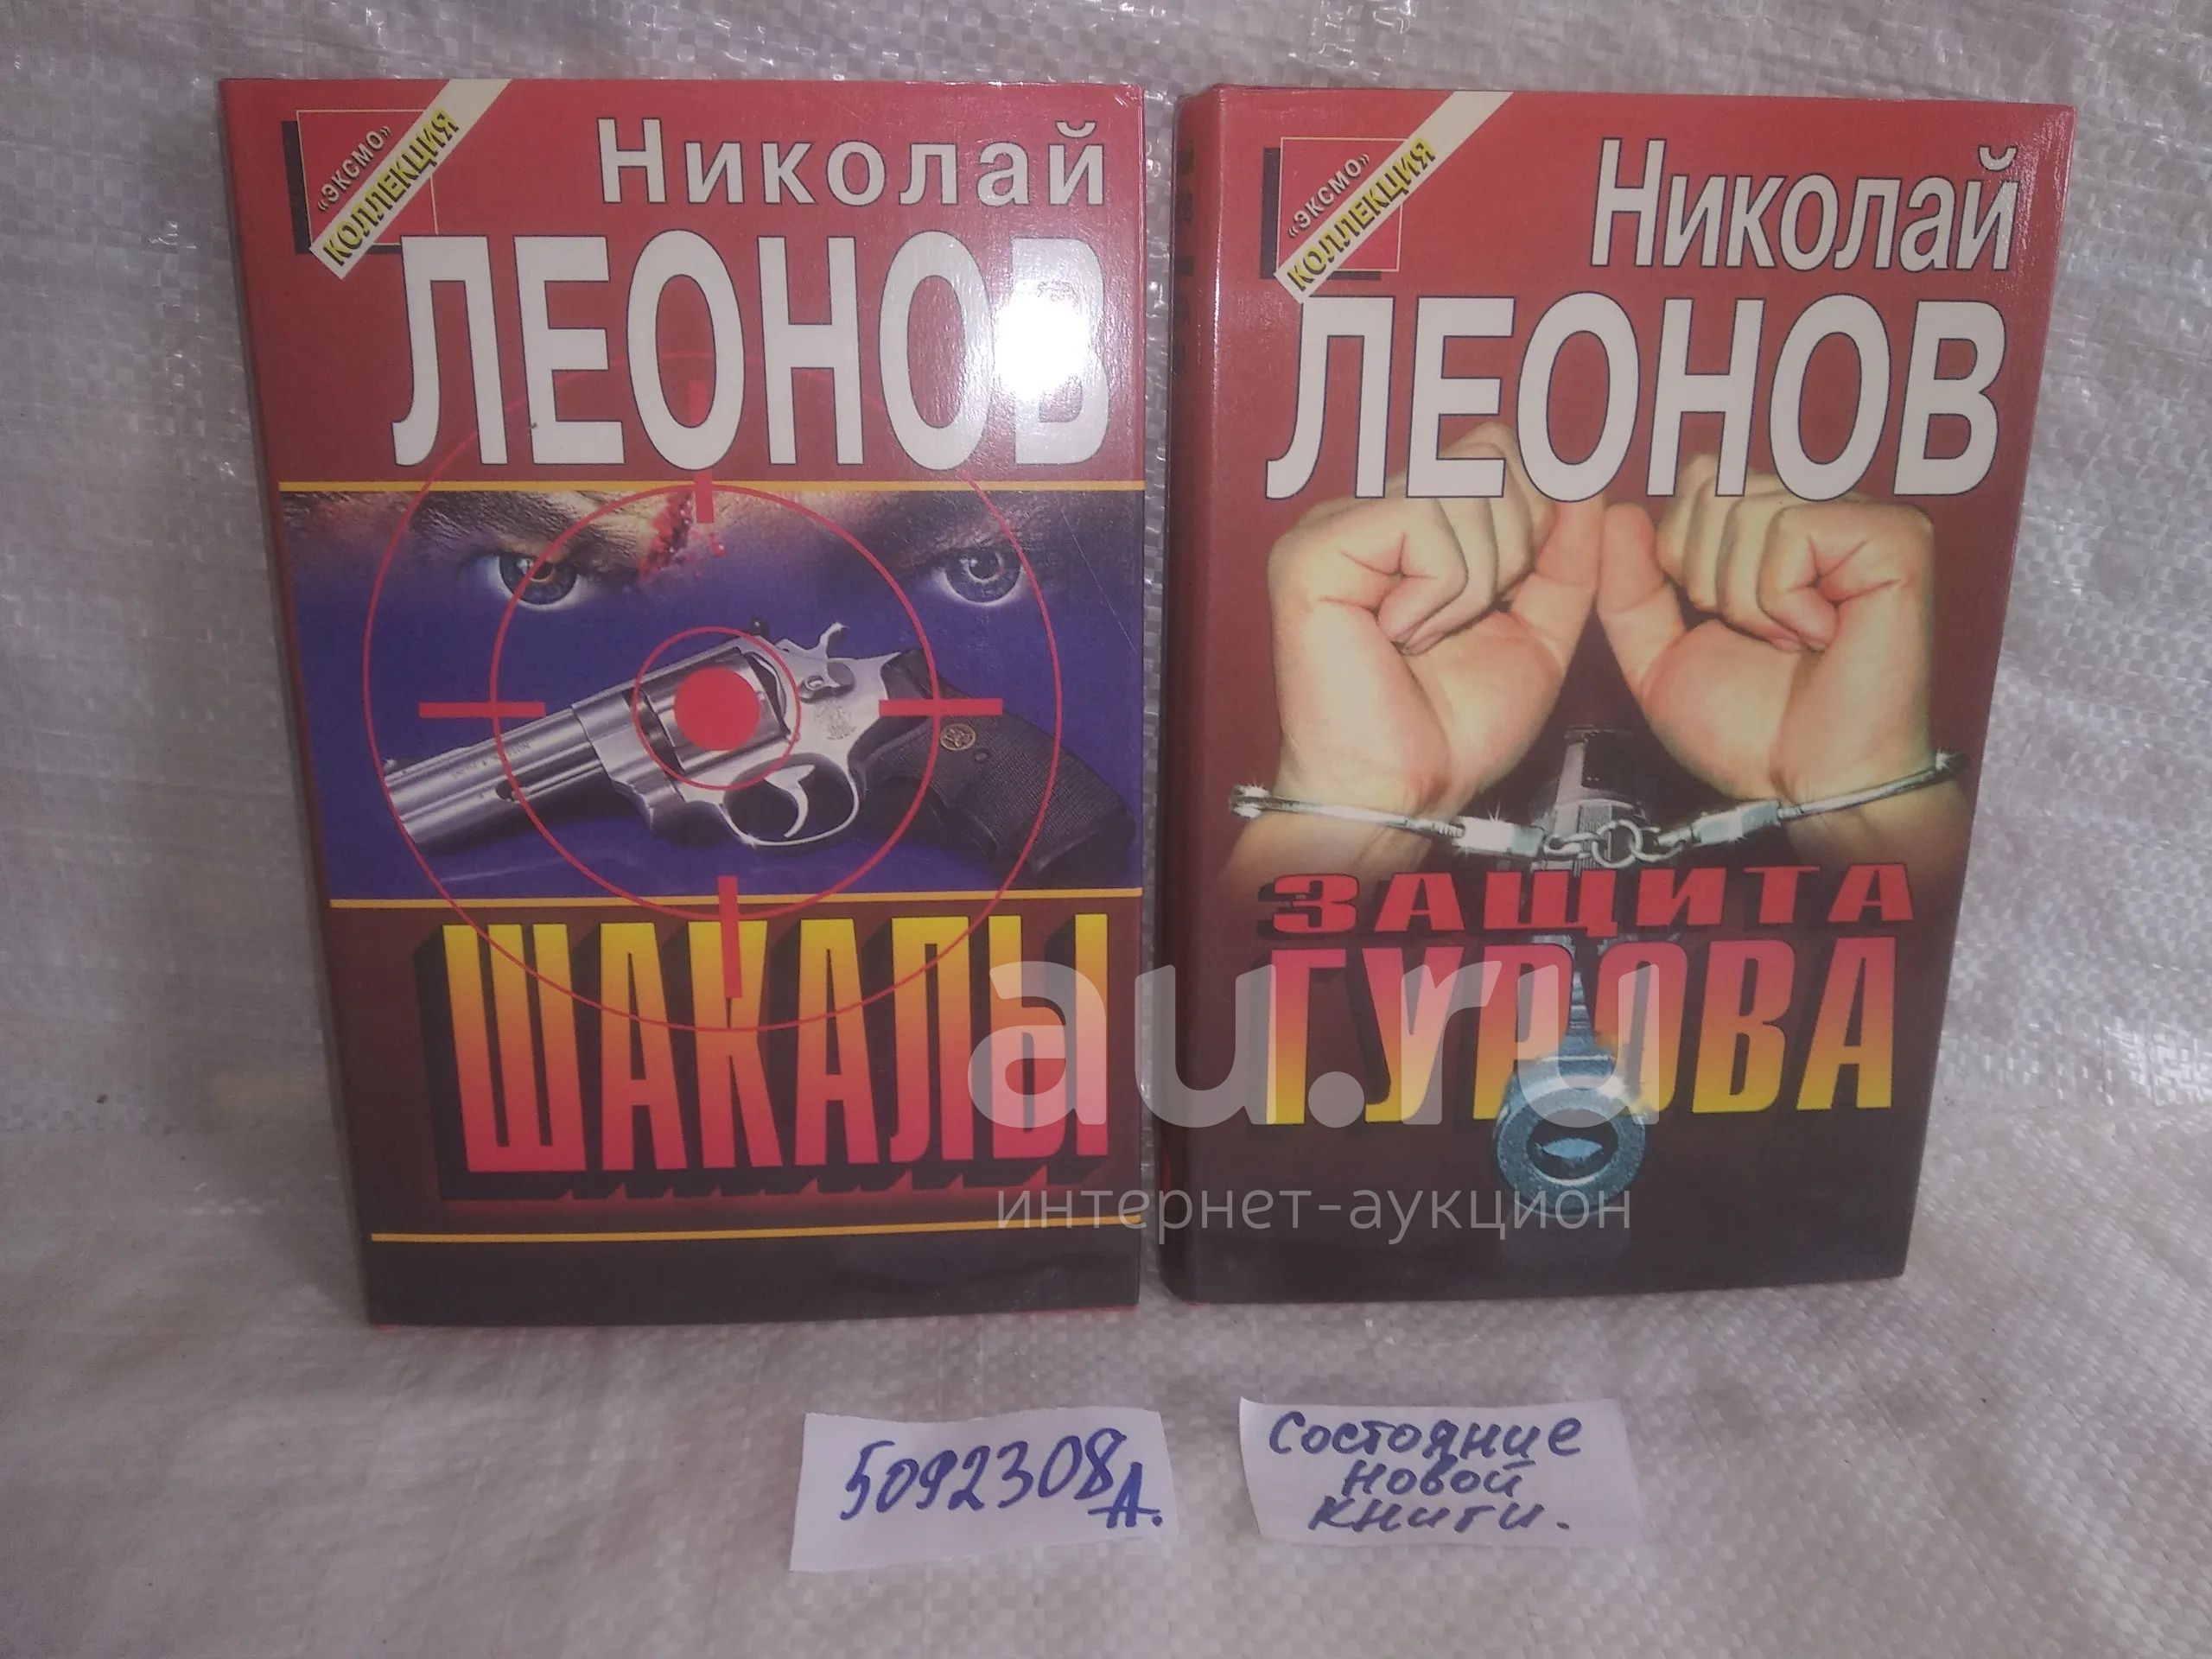 «ЭКСМО»
КОЛЛЕКЦИЯ
Николай
ЛЕОНОВ
ШАКАЛЫ
«ЭКСМО»
КОЛЛЕКЦИЯ
Николай
ЛЕОНОВ
ЗАЩИТА
ГУРОВА
au.ru
интернет-аукцион
5092308А.
Состояние
новой
книги.